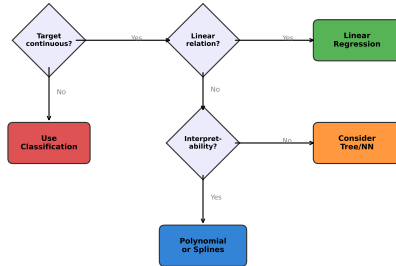 Target
continuous?
Yes
Linear
relation?
Yes
Linear
Regression
No
No
Use
Classification
Interpret-
ability?
No
Consider
Tree/NN
Yes
Polynomial
or Splines